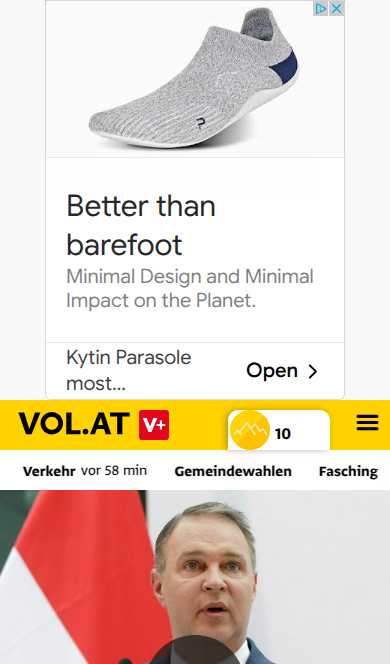 Better than
barefoot
Minimal Design and Minimal
Impact on the Planet.
Kytin Parasole
most...
Open
VOL.AT V+
10
Verkehr vor 58 min Gemeindewahlen Fasching